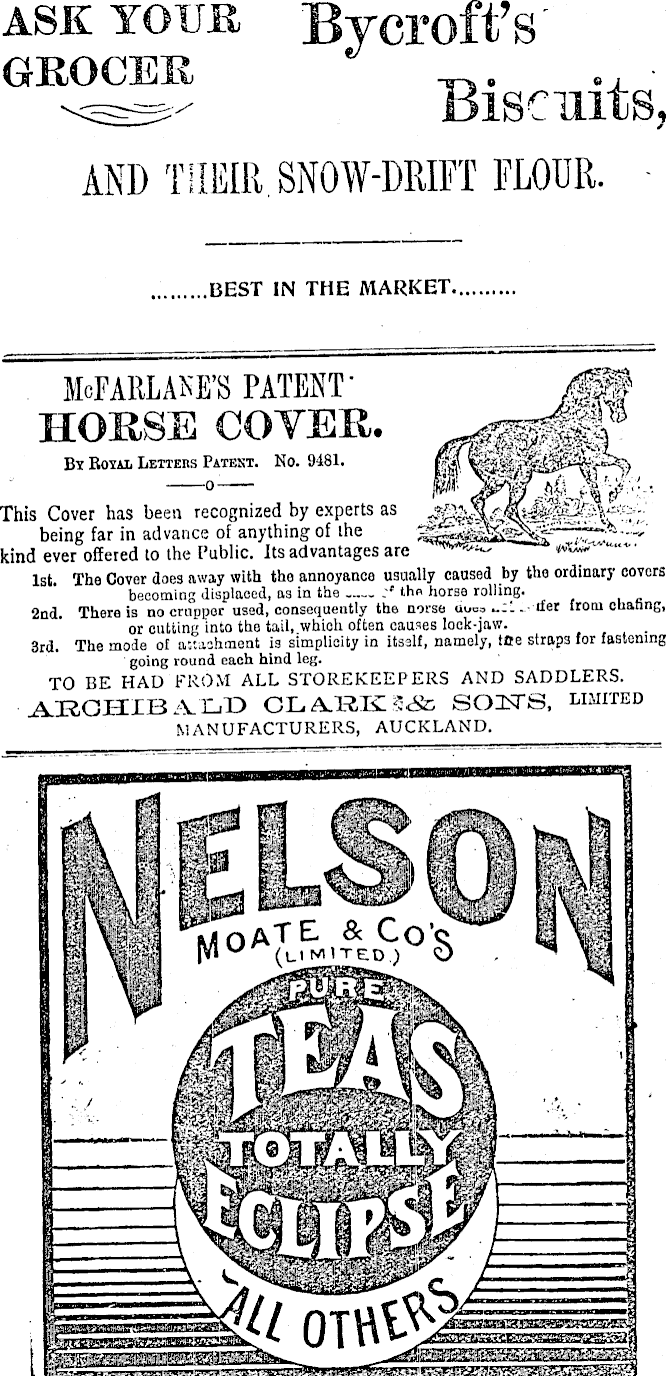 ASK YOUR Bycroft's
GROCER Biscuits,
AND THEIR SNOW-DRIFT FLOUR.
.........BEST IN THE MARKET..........
McFARLANE'S PATENT
HORSE COVER.
BY ROYAL LETTERS PATENT. No. 9481.
——o——
This Cover has been recognized by experts as
being far in advance of anything of the
kind ever offered to the Public. Its advantages are
1st. The Cover does away with the annoyance usually caused by the ordinary covers
becoming displaced, as in the of the horse rolling.
2nd. There is no crupper used, consequently the horse does from chafing,
or cutting into the tail, which often causes lock-jaw.
3rd. The mode of attachment is simplicity in itself, namely, the straps for fastening
going round each hind leg.
TO BE HAD FROM ALL STOREKEEPERS AND SADDLERS.
ARCHIBALD CLARK & SONS, LIMITED
MANUFACTURERS, AUCKLAND.
NELSON
MOATE & CO'S
(LIMITED.)
PURE
TEAS
TOTALLY
ECLIPSE
ALL OTHERS